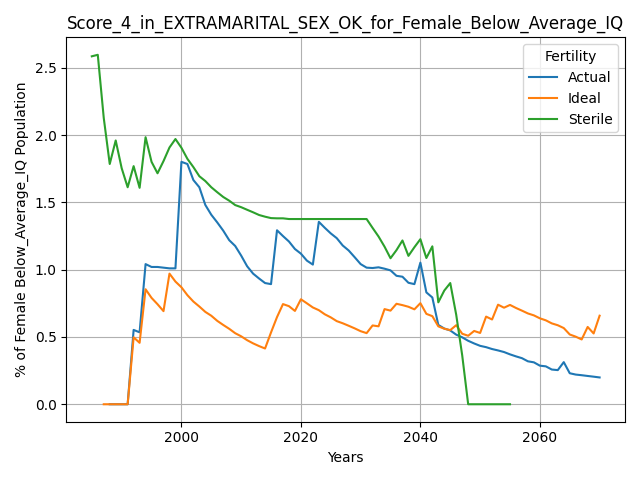 Score_4_in_EXTRAMARITAL_SEX_OK_for_Female_Below_Average_IQ
% of Female Below_Average_IQ Population
2.5
2.0
1.5
1.0
0.5
0.0
Fertility
Actual
Ideal
Sterile
2000
2020
2040
2060
Years